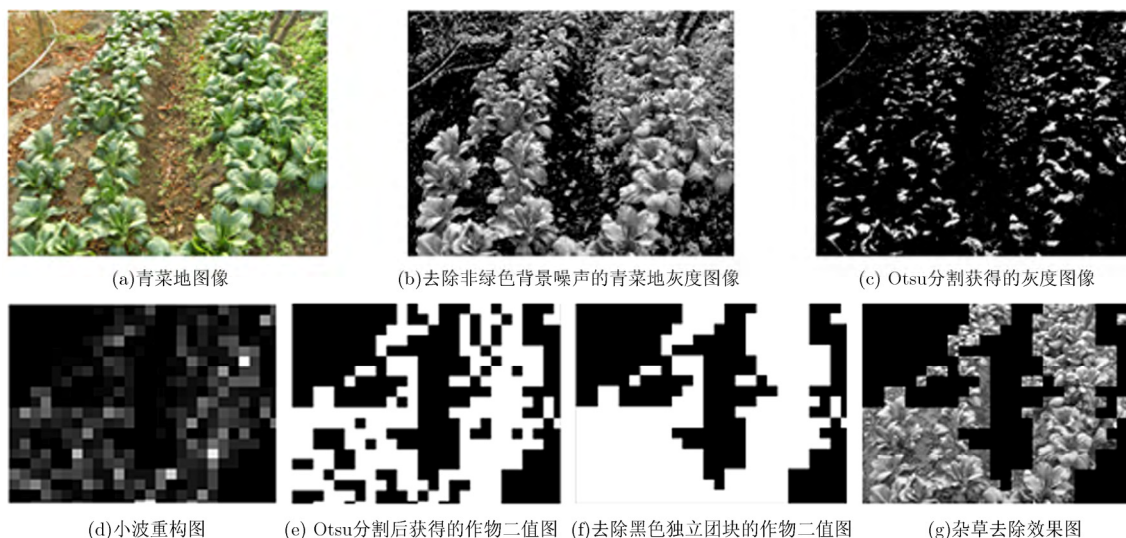 (a)青菜地图像
(b)去除非绿色背景噪声的青菜地灰度图像
(c) Otsu分割获得的灰度图像
(d)小波重构图
(e) Otsu分割后获得的作物二值图
(f)去除黑色独立团块的作物二值图
(g)杂草去除效果图